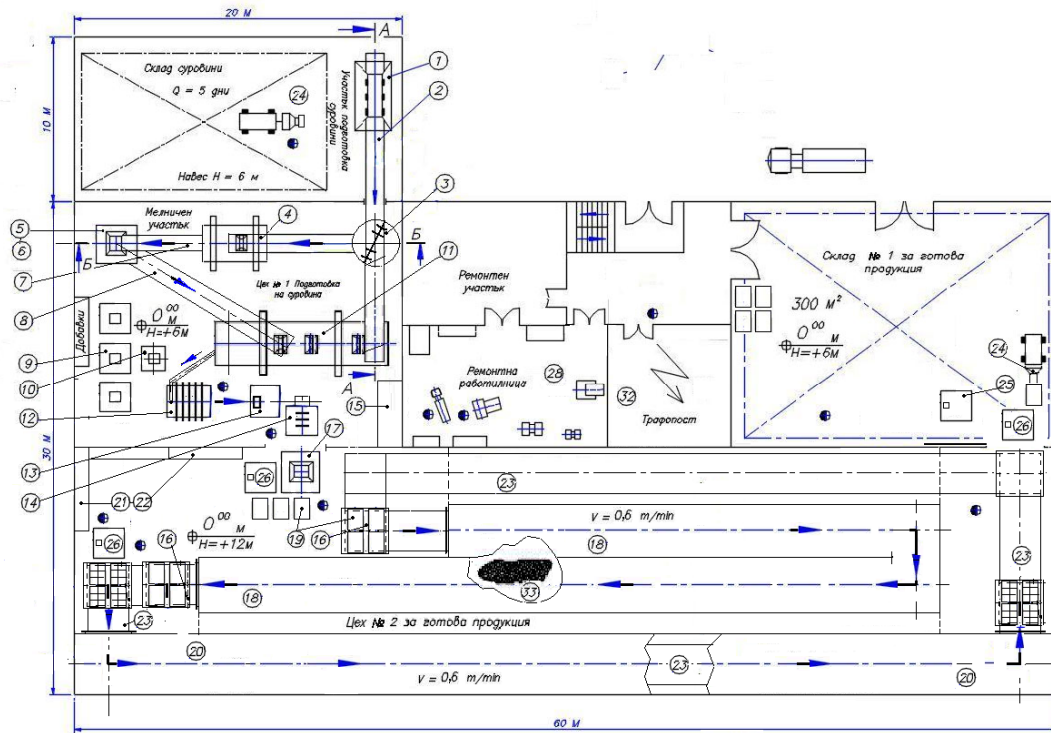 20 М
А
Склад суровини
Q = 5 дни
24
Навес Н = 6 м
Участък подготовка
суровини
1
2
10 М
3
Мелничен
участък
4
5
6
Б
Б
7
8
11
Цех № 1 Подготовка
на суровина
Ремонтен
участък
Склад № 1 за готова
продукция
300 м²
0⁰⁰ м
Н=+6м
24
25
26
Добавки
0⁰⁰
м
Н=+6м
9
10
12
А
15
Ремонтна
работилница
28
32
Трафопост
30 М
13
14
17
26
21
22
0⁰⁰ м
Н=+12м
19
16
23
v = 0,6 m/min
18
26
16
23
18
33
23
Цех № 2 за готова продукция
20
v = 0,6 m/min
23
20
60 М